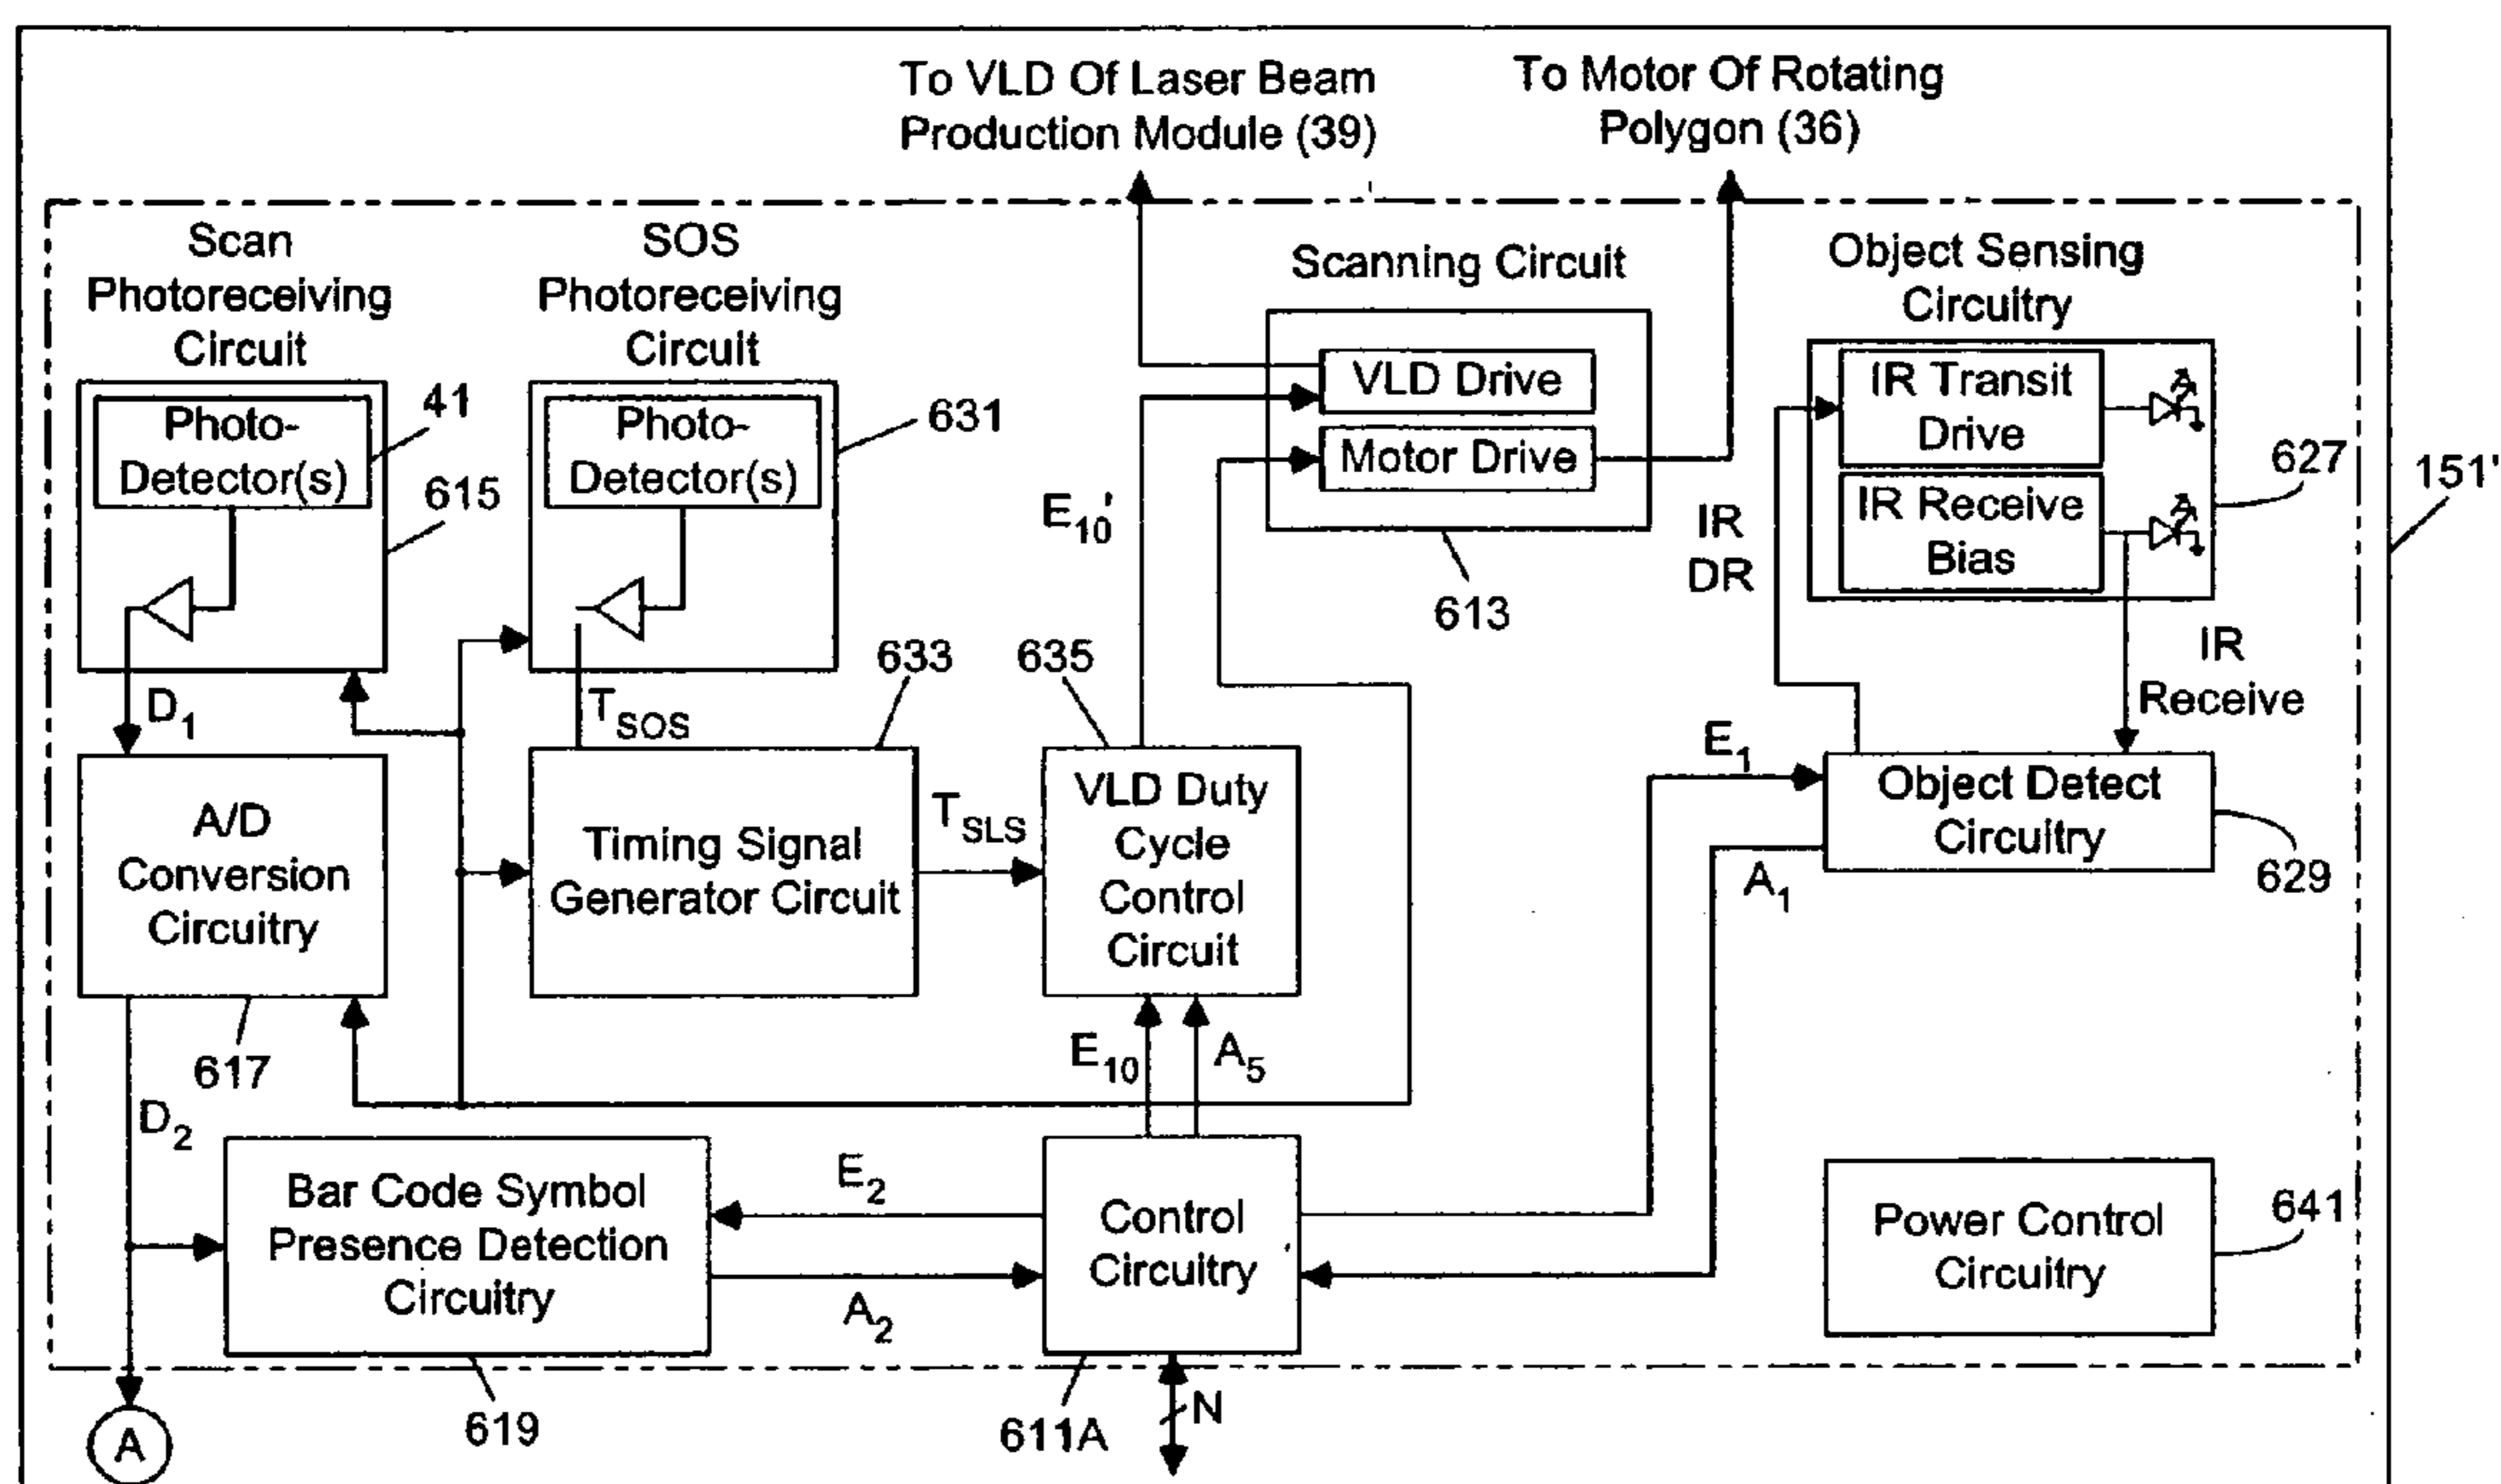 To VLD Of Laser Beam
Production Module (39)
To Motor Of Rotating
Polygon (36)
Scan
Photoreceiving
Circuit
SOS
Photoreceiving
Circuit
Scanning Circuit
Object Sensing
Circuitry
Photo-
Detector(s)
41
615
Photo-
Detector(s)
631
VLD Drive
Motor Drive
613
IR Transit
Drive
IR Receive
Bias
627
151'
E10'
IR
DR
IR
Receive
D1
TSOS
633
635
E1
A/D
Conversion
Circuitry
617
Timing Signal
Generator Circuit
TSLS
VLD Duty
Cycle
Control
Circuit
Object Detect
Circuitry
629
A1
E10
A5
D2
Bar Code Symbol
Presence Detection
Circuitry
619
E2
A2
Control
Circuitry
611A
N
Power Control
Circuitry
641
A